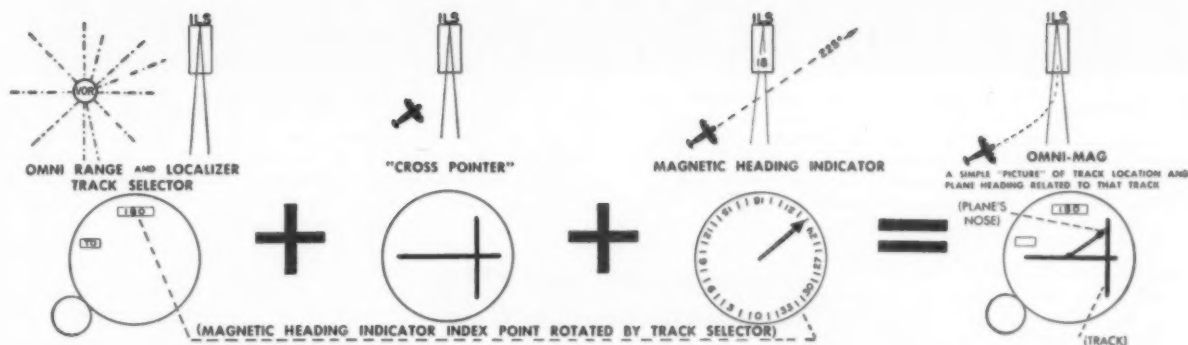 ILS
VOR
OMNI RANGE AND LOCALIZER
TRACK SELECTOR
180
TO
ILS
"CROSS POINTER"
ILS
18
225°
MAGNETIC HEADING INDICATOR
ILS
OMNI-MAG
A SIMPLE "PICTURE" OF TRACK LOCATION AND
PLANE HEADING RELATED TO THAT TRACK
(PLANE'S
NOSE)
180
(MAGNETIC HEADING INDICATOR INDEX POINT ROTATED BY TRACK SELECTOR)
(TRACK)